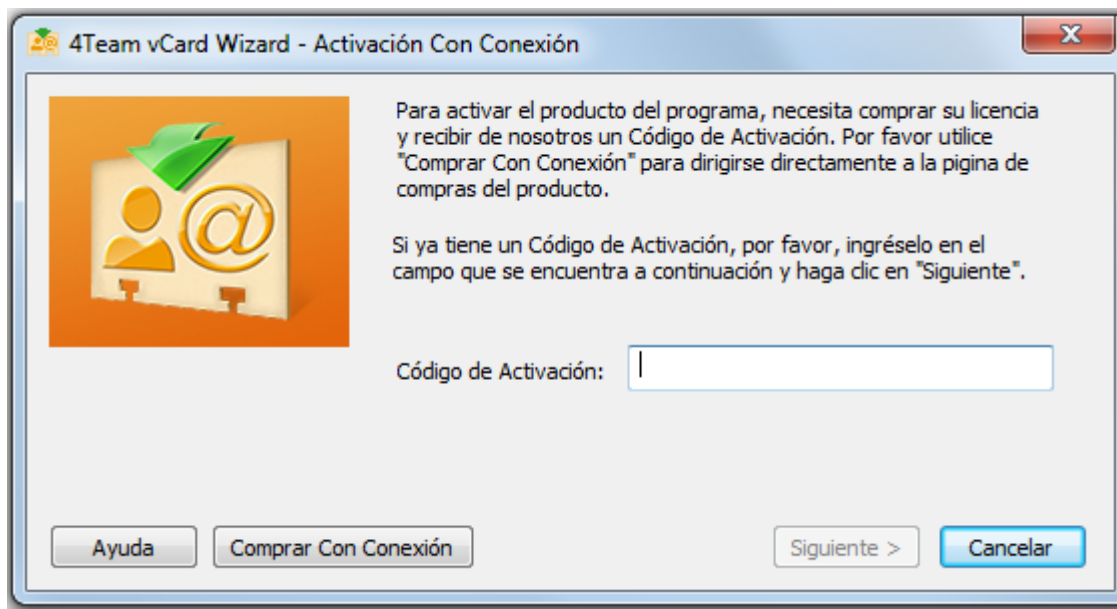 4Team vCard Wizard - Activación Con Conexión
Para activar el producto del programa, necesita comprar su licencia
y recibir de nosotros un Código de Activación. Por favor utilice
"Comprar Con Conexión" para dirigirse directamente a la pagina de
compras del producto.
Si ya tiene un Código de Activación, por favor, ingréselo en el
campo que se encuentra a continuación y haga clic en "Siguiente".
Código de Activación:
Ayuda
Comprar Con Conexión
Siguiente >
Cancelar